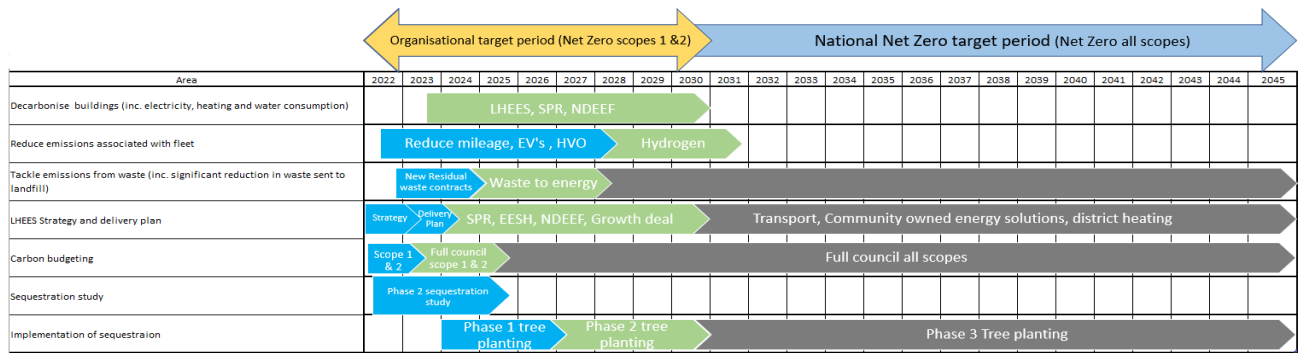 Organisational target period (Net Zero scopes 1 &2)
National Net Zero target period (Net Zero all scopes)
Area 2022 2023 2024 2025 2026 2027 2028 2029 2030 2031 2032 2033 2034 2035 2036 2037 2038 2039 2040 2041 2042 2043 2044 2045
Decarbonise buildings (inc. electricity, heating and water consumption)
LHEES, SPR, NDEEF
Reduce emissions associated with fleet
Reduce mileage, EV's , HVO
Hydrogen
Tackle emissions from waste (inc. significant reduction in waste sent to
landfill)
New Residual
waste contracts
Waste to energy
LHEES Strategy and delivery plan
Strategy
Delivery
Plan
SPR, EESH, NDEEF, Growth deal
Transport, Community owned energy solutions, district heating
Carbon budgeting
Scope 1
& 2
Full council
scope 1 & 2
Full council all scopes
Sequestration study
Phase 2 sequestration
study
Implementation of sequestraion
Phase 1 tree
planting
Phase 2 tree
planting
Phase 3 Tree planting